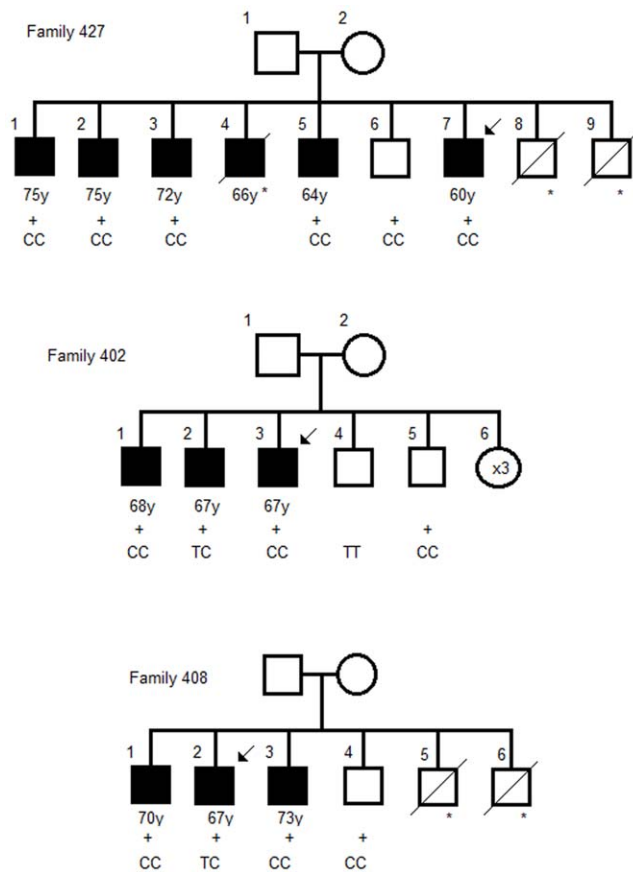 Family 427
1 2
1 2 3 4 5 6 7 8 9
75y 75y 72y 66y * 64y 60y * *
+ + + + + +
CC CC CC CC CC CC
Family 402
1 2
1 2 3 4 5 6
x3
68y 67y 67y
+ + + +
CC TC CC TT CC
Family 408
1 2 3 4 5 6
70y 67y 73y * *
+ + + +
CC TC CC CC